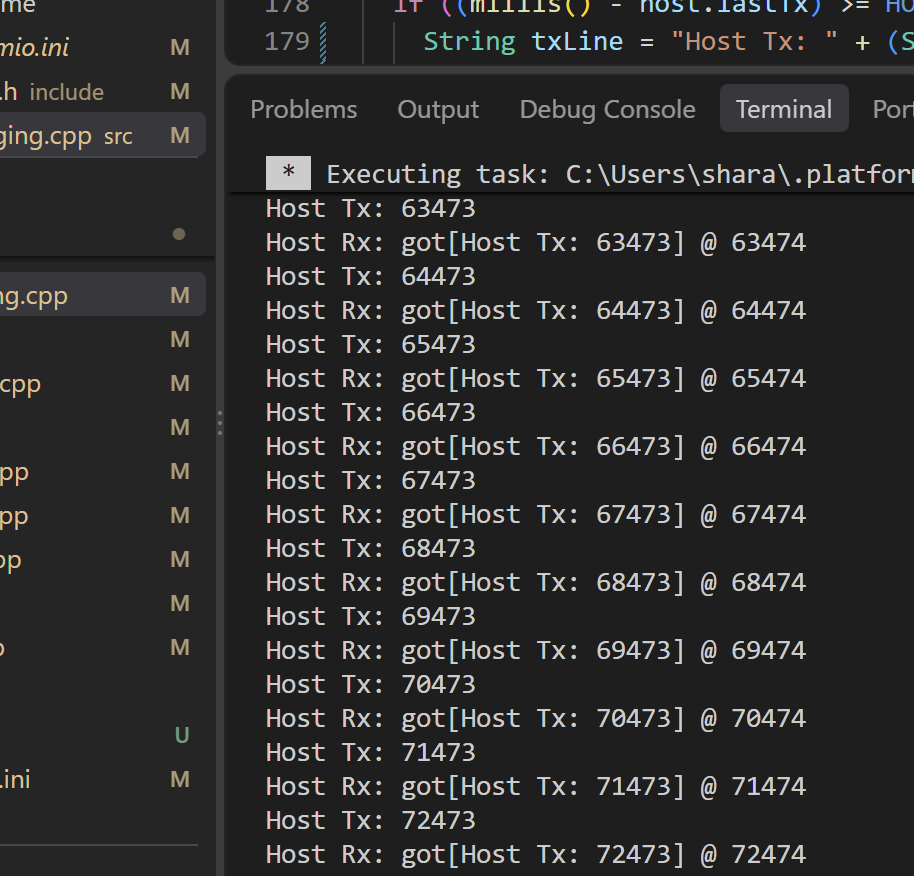 me
mio.ini M
.h include M
ging.cpp src M
ng.cpp M
M
cpp M
M
pp M
pp M
pp M
M
M
U
.ini M
178 if ((millis() - host.lastTx) >= HO
179 String txLine = "Host Tx: " + (S
Problems Output Debug Console Terminal Port
* Executing task: C:\Users\shara\.platfor
Host Tx: 63473
Host Rx: got[Host Tx: 63473] @ 63474
Host Tx: 64473
Host Rx: got[Host Tx: 64473] @ 64474
Host Tx: 65473
Host Rx: got[Host Tx: 65473] @ 65474
Host Tx: 66473
Host Rx: got[Host Tx: 66473] @ 66474
Host Tx: 67473
Host Rx: got[Host Tx: 67473] @ 67474
Host Tx: 68473
Host Rx: got[Host Tx: 68473] @ 68474
Host Tx: 69473
Host Rx: got[Host Tx: 69473] @ 69474
Host Tx: 70473
Host Rx: got[Host Tx: 70473] @ 70474
Host Tx: 71473
Host Rx: got[Host Tx: 71473] @ 71474
Host Tx: 72473
Host Rx: got[Host Tx: 72473] @ 72474